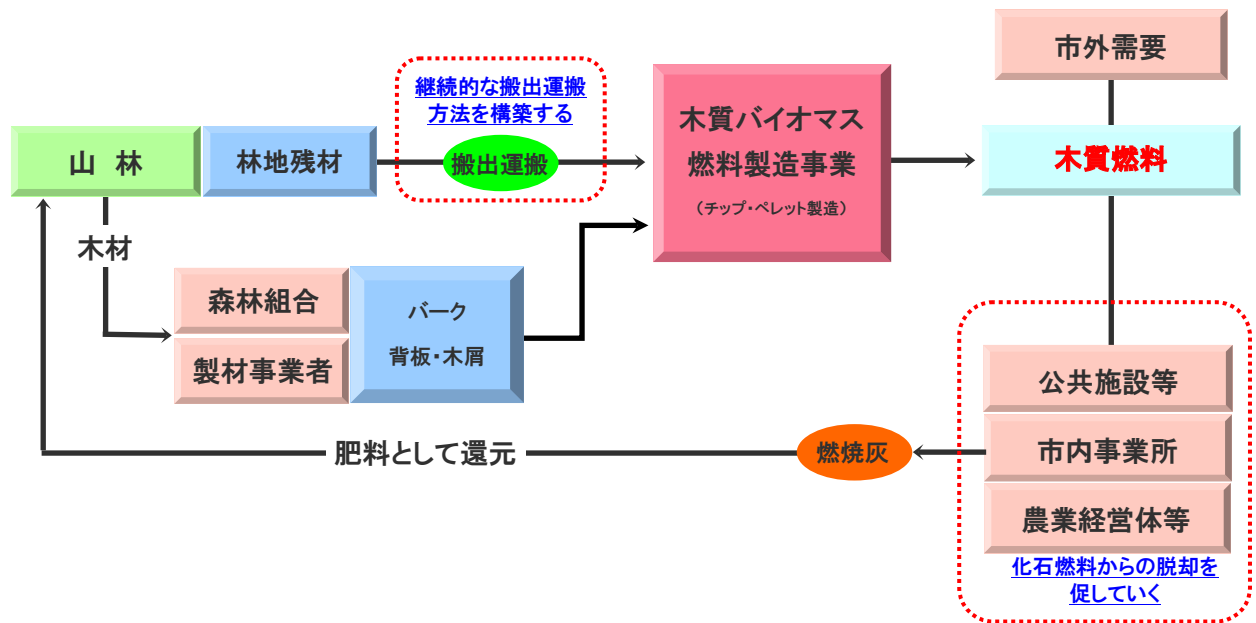 市外需要
継続的な搬出運搬
方法を構築する
木質バイオマス
燃料製造事業
（チップ・ペレット製造）
山 林
林地残材
搬出運搬
木質燃料
木材
森林組合
製材事業者
バーク
背板・木屑
公共施設等
市内事業所
農業経営体等
肥料として還元
燃焼灰
化石燃料からの脱却を
促していく